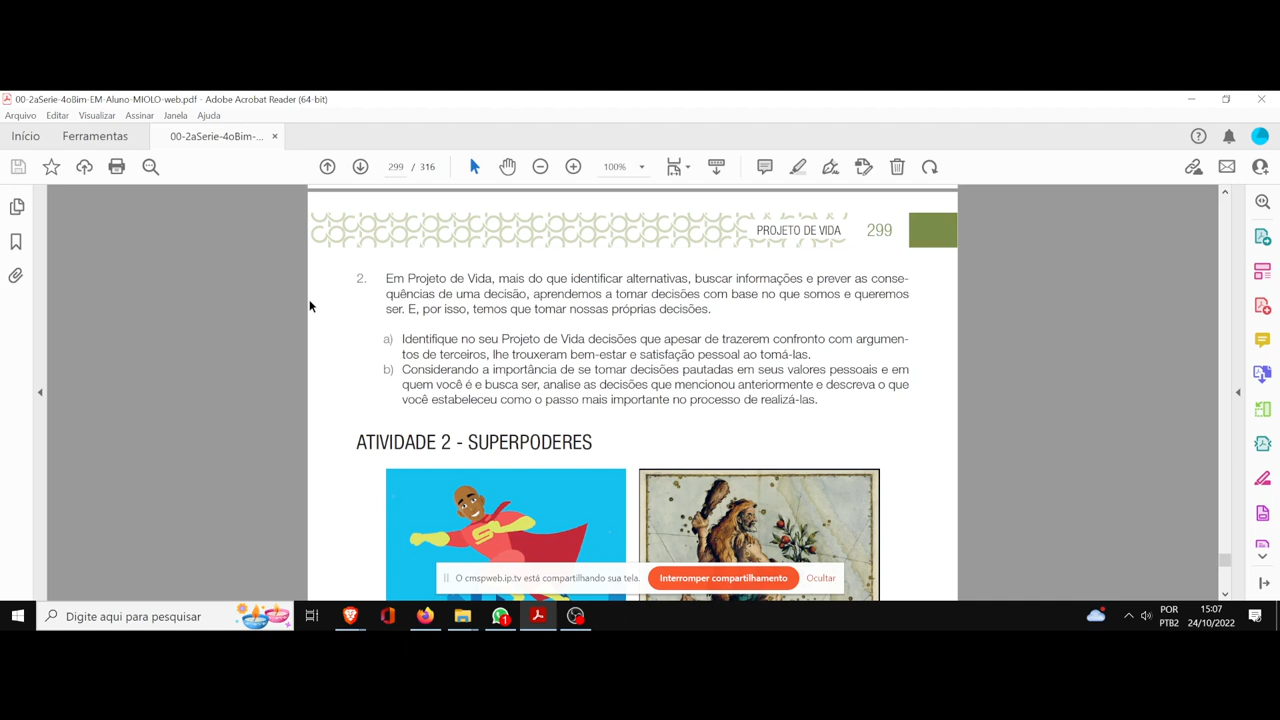 00-2aSerie-4oBim-EM-Aluno-MIOLO-web.pdf - Adobe Acrobat Reader (64-bit)
Arquivo Editar Visualizar Assinar Janela Ajuda
Início Ferramentas 00-2aSerie-4oBim-... ×
299 / 316 100%
PROJETO DE VIDA 299
2. Em Projeto de Vida, mais do que identificar alternativas, buscar informações e prever as conse-
quências de uma decisão, aprendemos a tomar decisões com base no que somos e queremos
ser. E, por isso, temos que tomar nossas próprias decisões.
a) Identifique no seu Projeto de Vida decisões que apesar de trazerem confronto com argumen-
tos de terceiros, lhe trouxeram bem-estar e satisfação pessoal ao tomá-las.
b) Considerando a importância de se tomar decisões pautadas em seus valores pessoais e em
quem você é e busca ser, analise as decisões que mencionou anteriormente e descreva o que
você estabeleceu como o passo mais importante no processo de realizá-las.
ATIVIDADE 2 - SUPERPODERES
S
O cmspweb.ip.tv está compartilhando sua tela. Interromper compartilhamento Ocultar
Digite aqui para pesquisar
1
POR
PTB2
15:07
24/10/2022